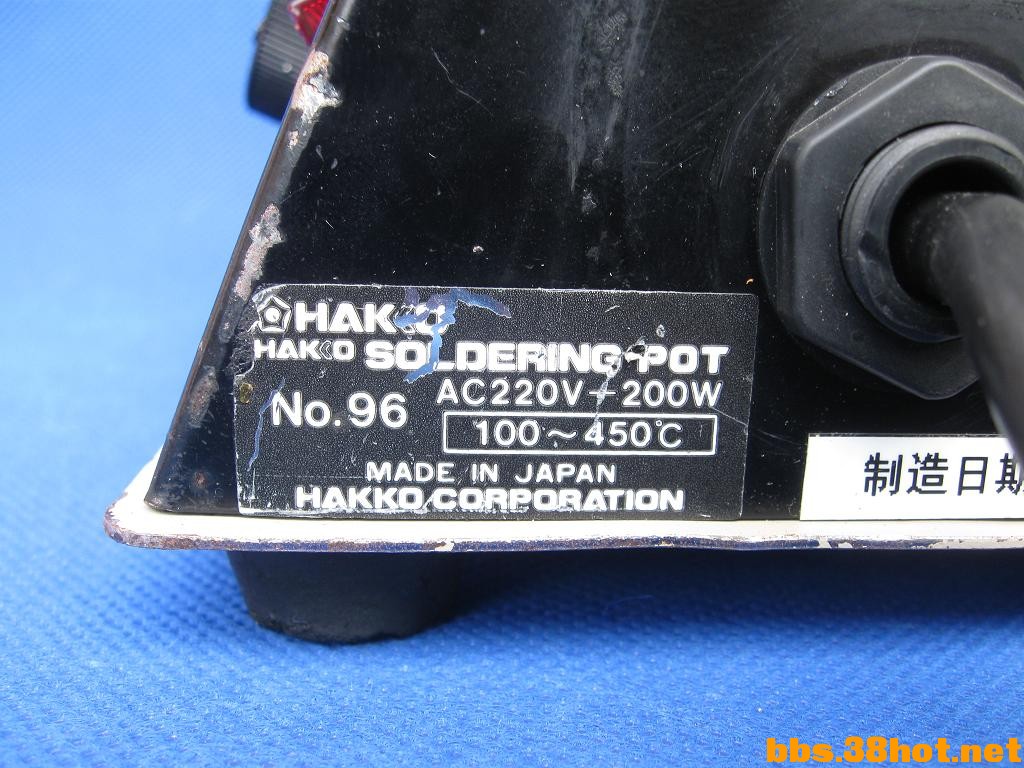 HAKKO
HAKKO SOLDERING POT
No.96
AC220V-200W
100~450℃
MADE IN JAPAN
HAKKO CORPORATION
制造日期
bbs.38hot.net